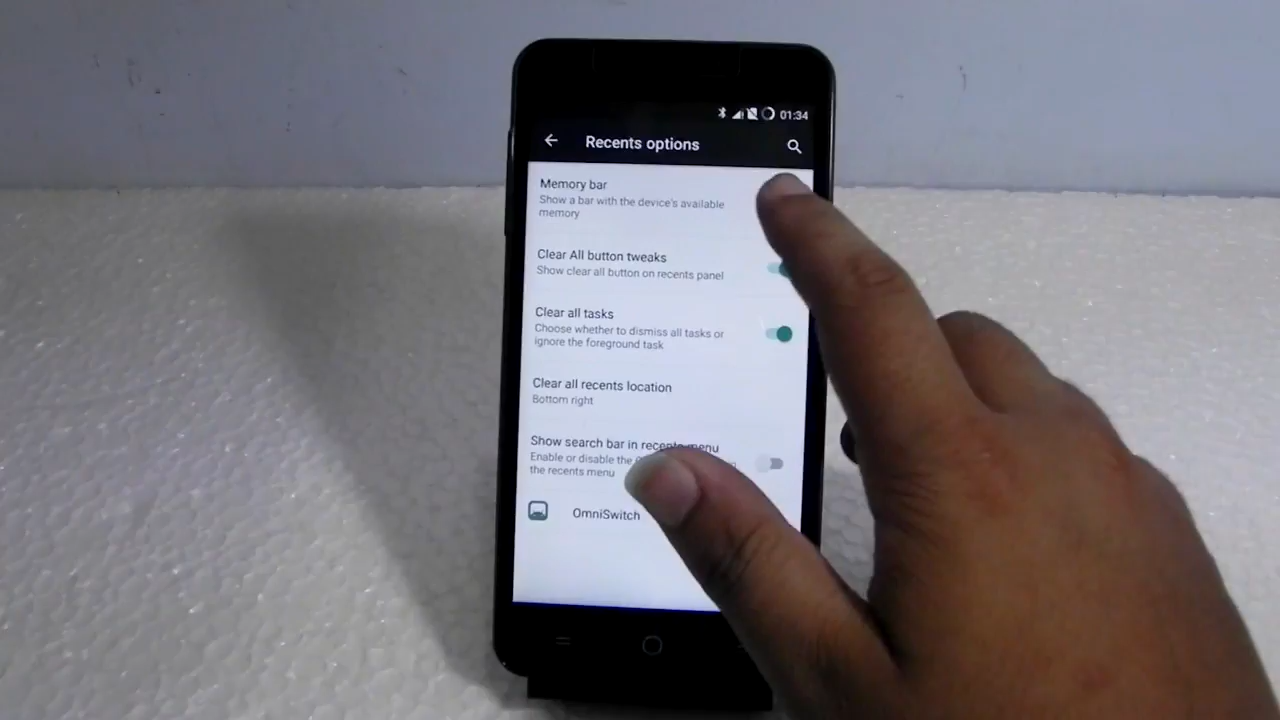 01:34
Recents options
Memory bar
Show a bar with the device's available
memory
Clear All button tweaks
Show clear all button on recents panel
Clear all tasks
Choose whether to dismiss all tasks or
ignore the foreground task
Clear all recents location
Bottom right
Show search bar in recents menu
Enable or disable the
the recents menu
OmniSwitch